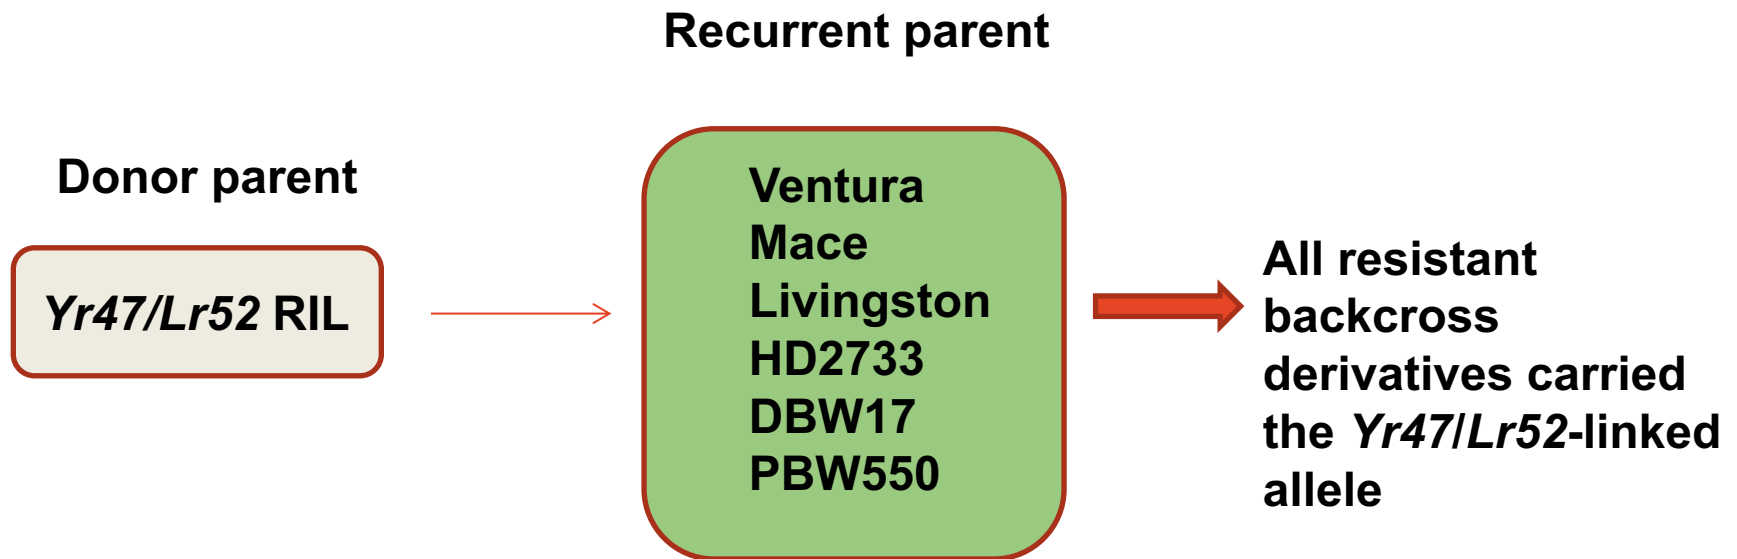 Recurrent parent
Donor parent
Yr47/Lr52 RIL
Ventura
Mace
Livingston
HD2733
DBW17
PBW550
All resistant
backcross
derivatives carried
the Yr47/Lr52-linked
allele